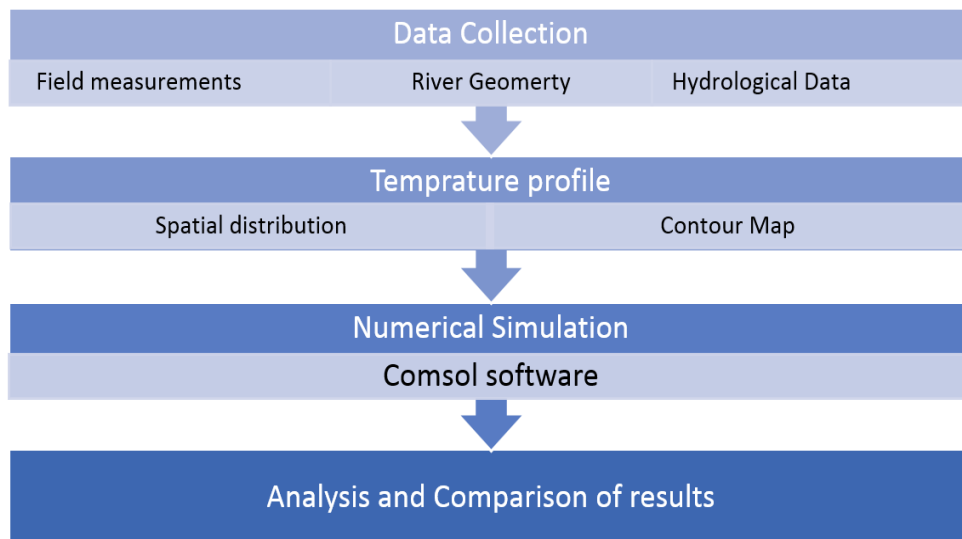 Data Collection
Field measurements River Geomerty Hydrological Data
Temprature profile
Spatial distribution Contour Map
Numerical Simulation
Comsol software
Analysis and Comparison of results